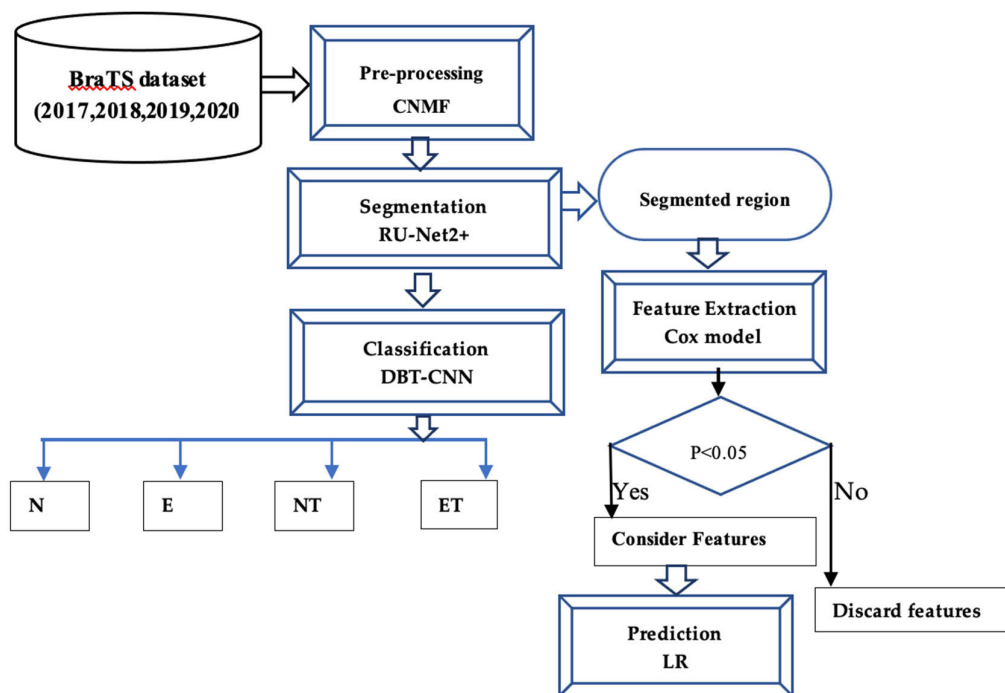 BraTS dataset
(2017,2018,2019,2020
Pre-processing
CNMF
Segmentation
RU-Net2+
Segmented region
Classification
DBT-CNN
Feature Extraction
Cox model
P<0.05
Yes
No
N
E
NT
ET
Consider Features
Discard features
Prediction
LR